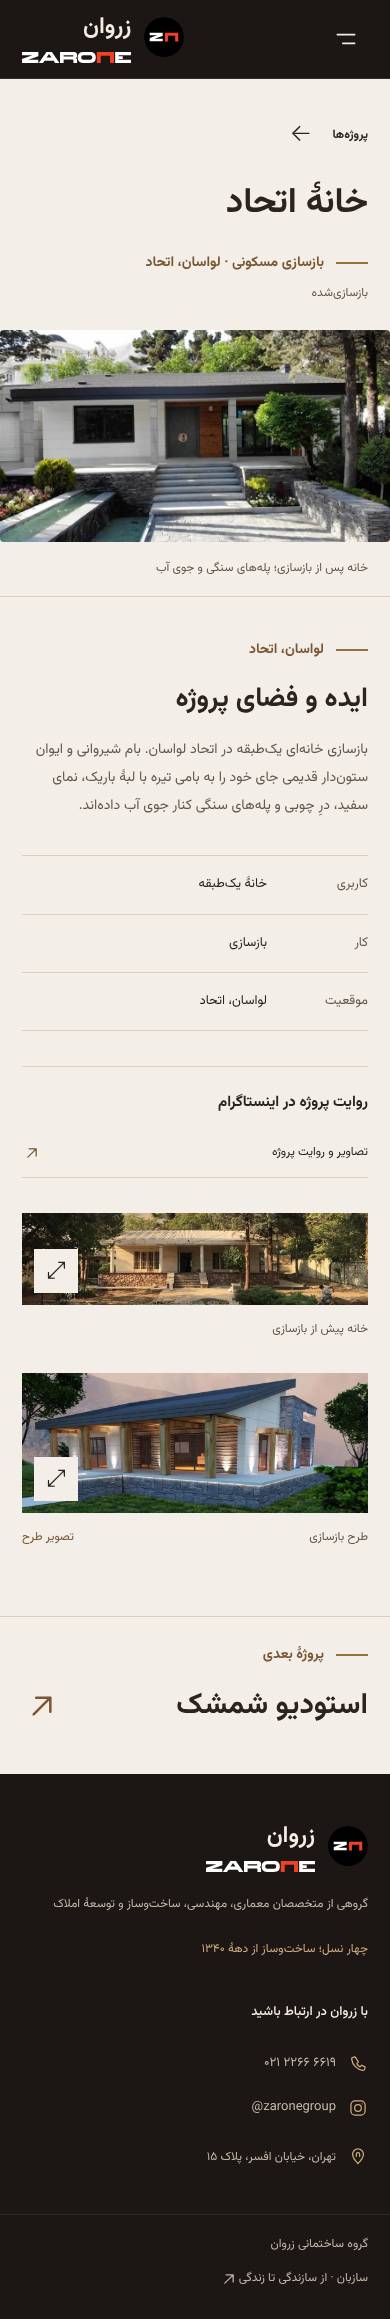 زروان
ZARONE
پروژه‌ها
خانهٔ اتحاد
بازسازی مسکونی · لواسان، اتحاد
بازسازی‌شده
خانه پس از بازسازی؛ پله‌های سنگی و جوی آب
لواسان، اتحاد
ایده و فضای پروژه
بازسازی خانه‌ای یک‌طبقه در اتحاد لواسان. بام شیروانی و ایوان
ستون‌دار قدیمی جای خود را به بامی تیره با لبهٔ باریک، نمای
سفید، درِ چوبی و پله‌های سنگی کنار جوی آب داده‌اند.
کاربری
خانهٔ یک‌طبقه
کار
بازسازی
موقعیت
لواسان، اتحاد
روایت پروژه در اینستاگرام
تصاویر و روایت پروژه
خانه پیش از بازسازی
طرح بازسازی
تصویر طرح
پروژهٔ بعدی
استودیو شمشک
زروان
ZARONE
گروهی از متخصصان معماری، مهندسی، ساخت‌وساز و توسعهٔ املاک
چهار نسل؛ ساخت‌وساز از دههٔ ۱۳۴۰
با زروان در ارتباط باشید
۰۲۱ ۲۲۶۶ ۶۶۱۹
@zaronegroup
تهران، خیابان افسر، پلاک ۱۵
گروه ساختمانی زروان
سازبان · از سازندگی تا زندگی